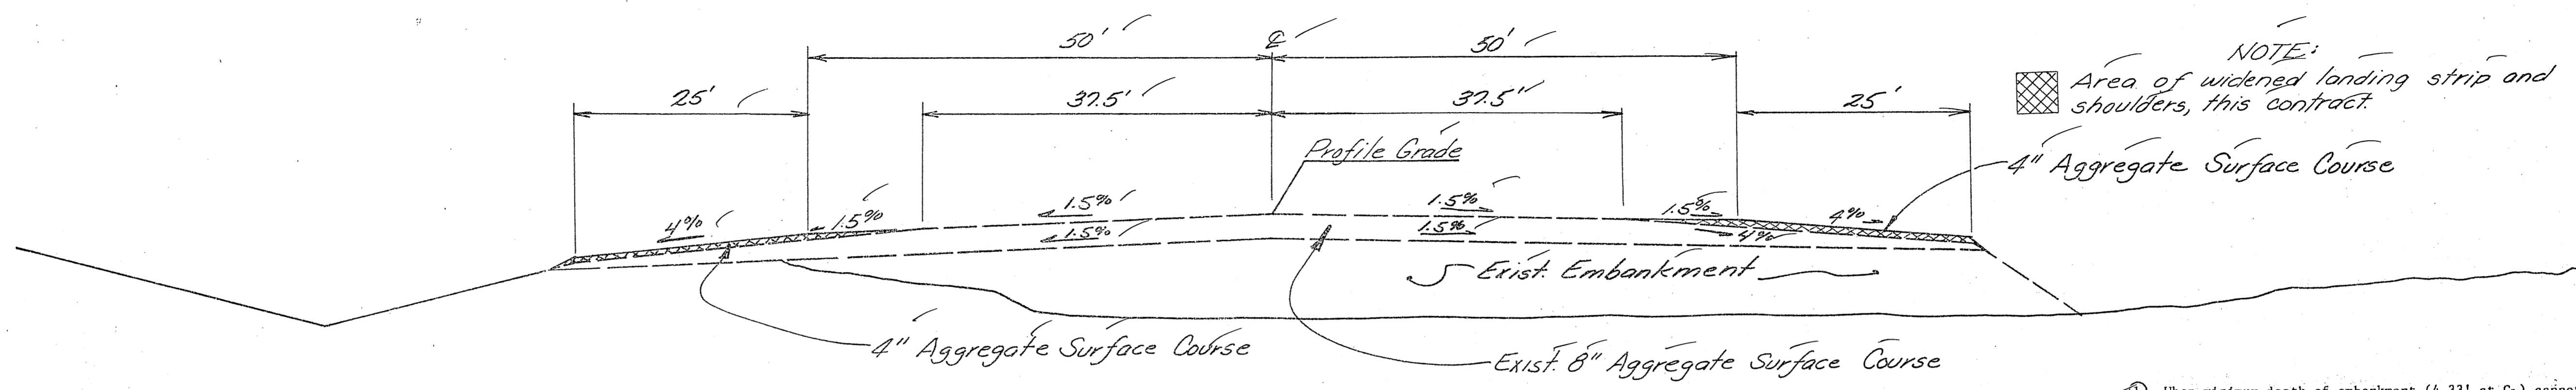 50'
℄
50'
NOTE:
Area of widened landing strip and
shoulders, this contract.
25'
37.5'
37.5'
25'
Profile Grade
4" Aggregate Surface Course
4%
1.5%
1.5%
1.5%
1.5%
4%
1.5%
1.5%
4%
Exist. Embankment
4" Aggregate Surface Course
Exist. 8" Aggregate Surface Course